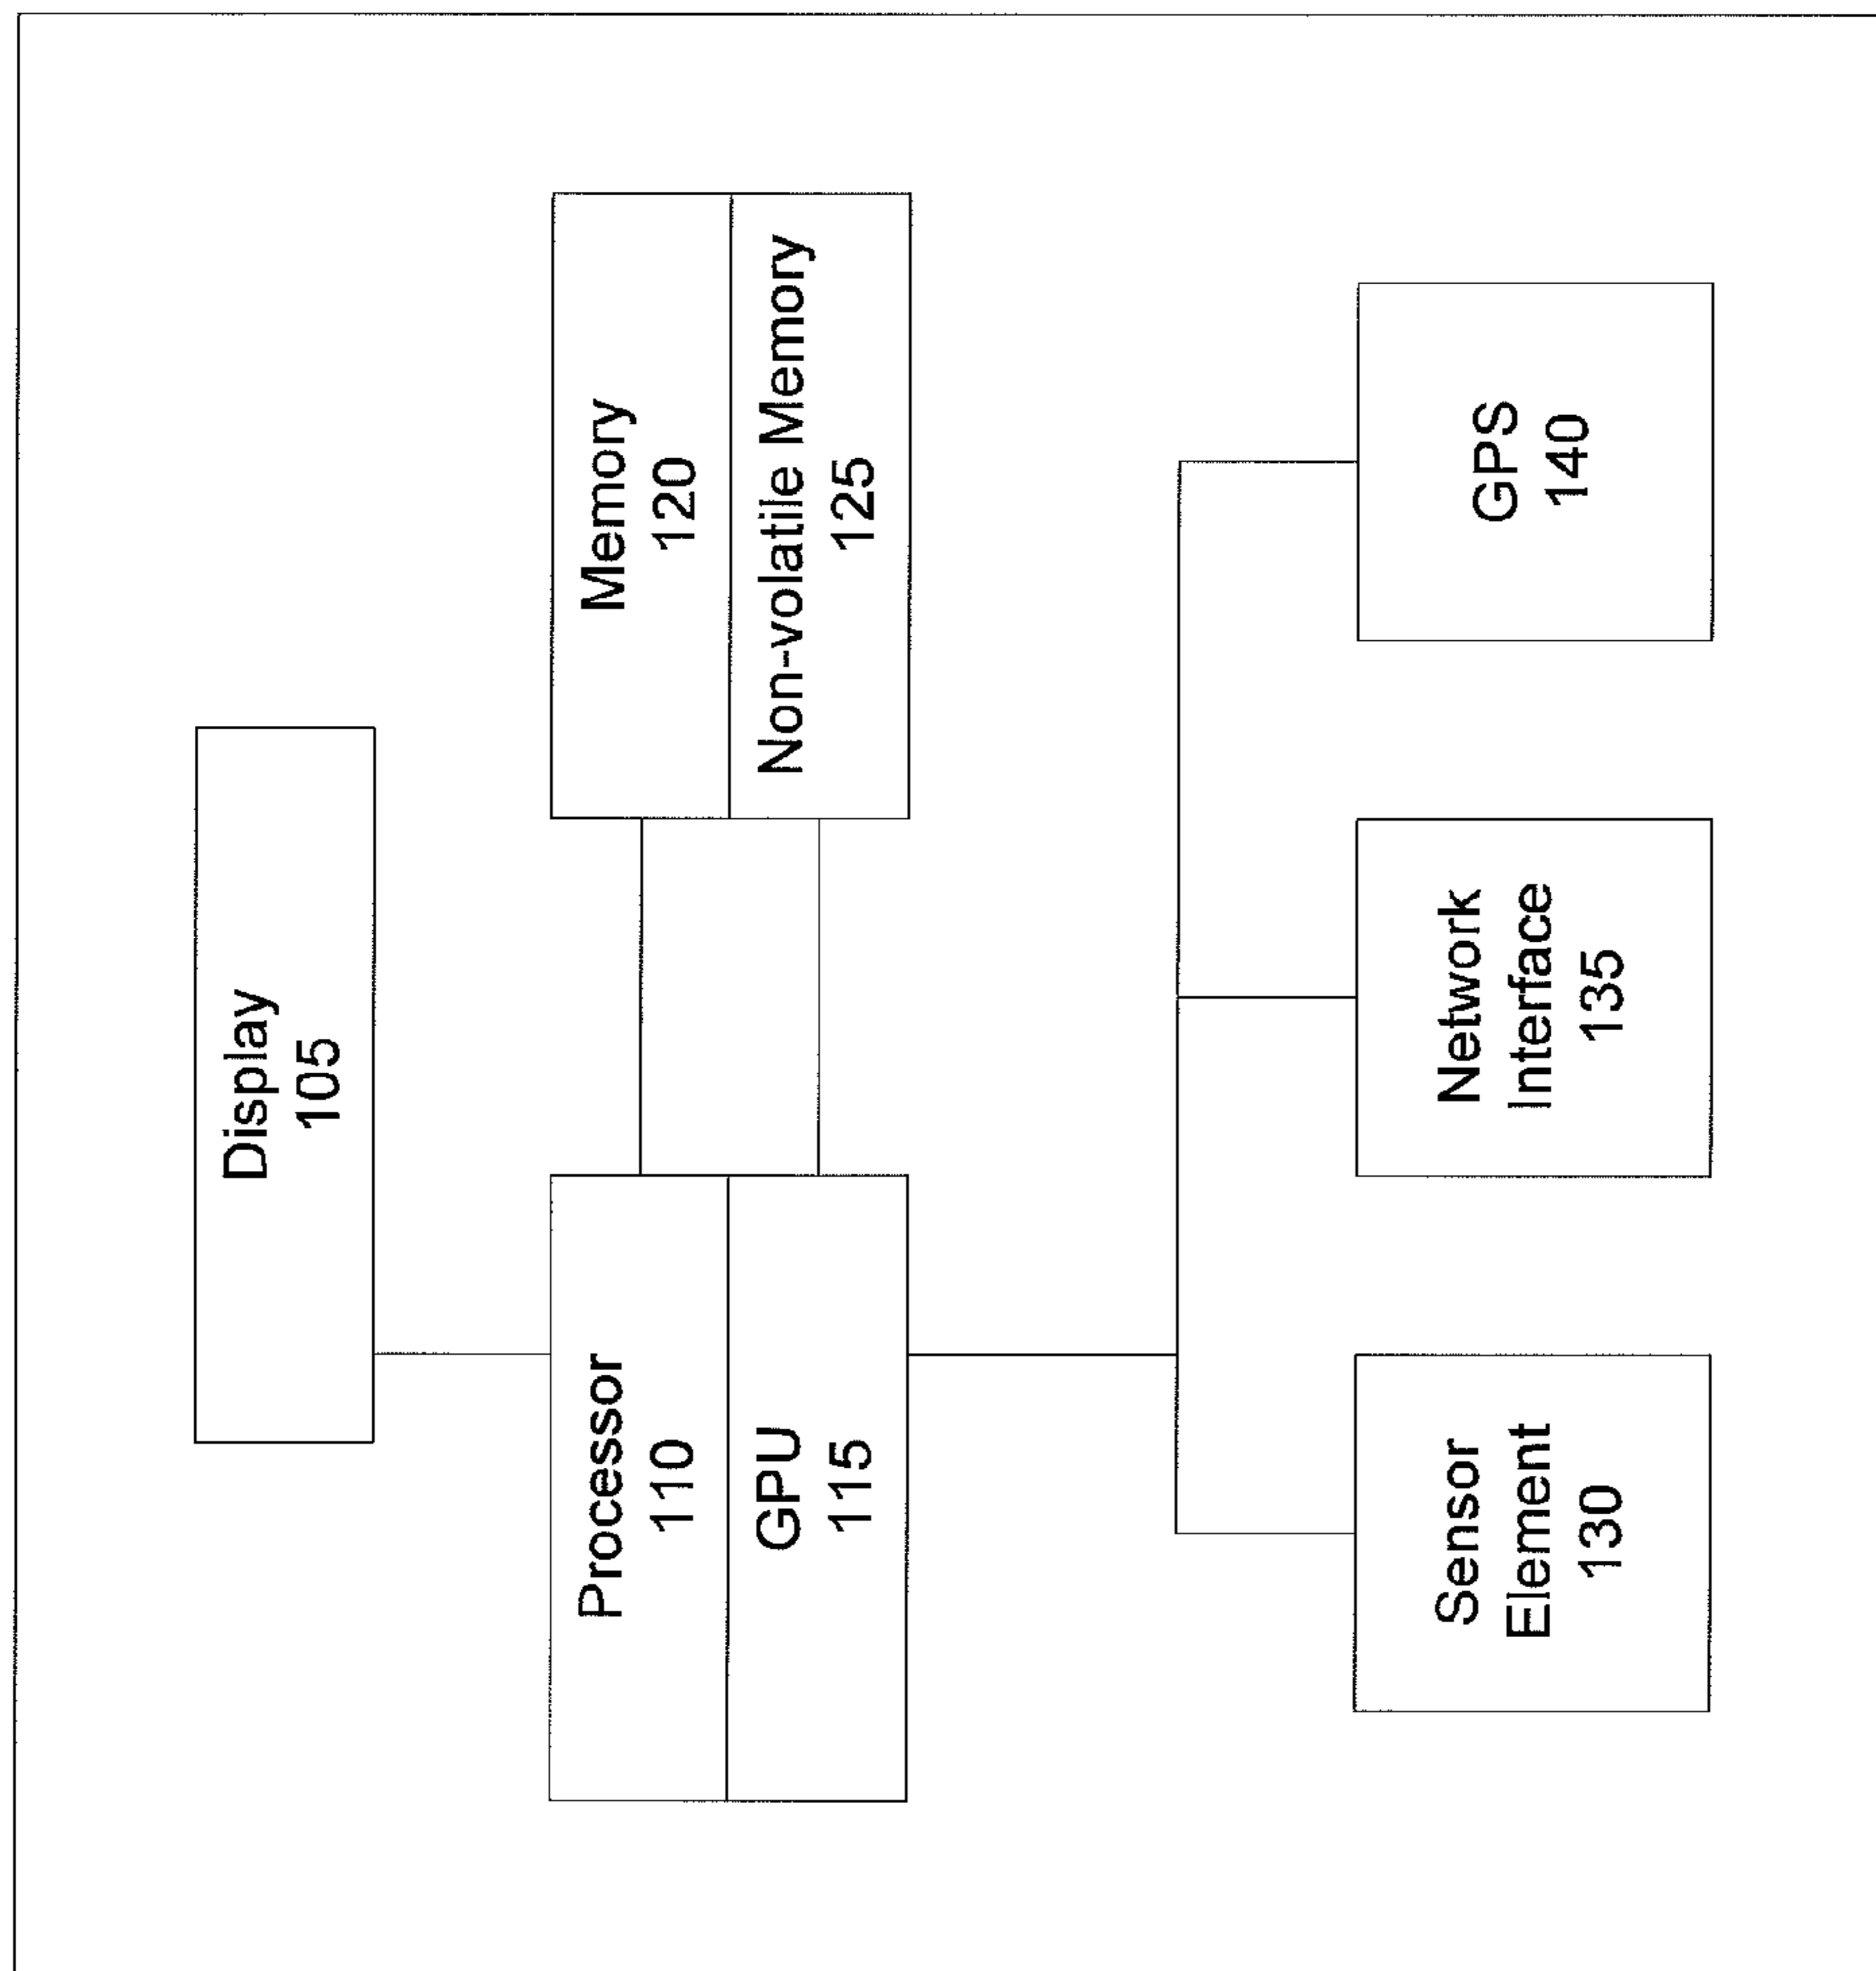 Display
105
Processor
110
GPU
115
Memory
120
Non-volatile Memory
125
Sensor
Element
130
Network
Interface
135
GPS
140